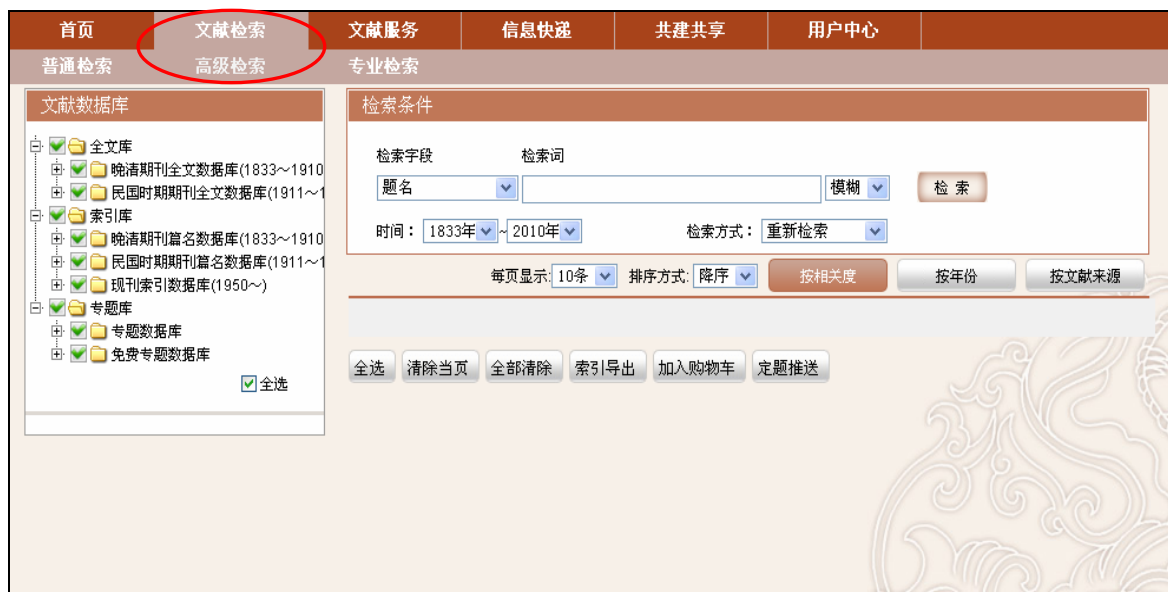 首页 文献检索 文献服务 信息快递 共建共享 用户中心
普通检索 高级检索 专业检索
文献数据库
全文库
晚清期刊全文数据库(1833～1910
民国时期期刊全文数据库(1911～1
索引库
晚清期刊篇名数据库(1833～1910
民国时期期刊篇名数据库(1911～1
现刊索引数据库(1950～)
专题库
专题数据库
免费专题数据库
全选
检索条件
检索字段 检索词
题名 模糊 检 索
时间： 1833年 ~ 2010年 检索方式： 重新检索
每页显示: 10条 排序方式: 降序 按相关度 按年份 按文献来源
全选 清除当页 全部清除 索引导出 加入购物车 定题推送